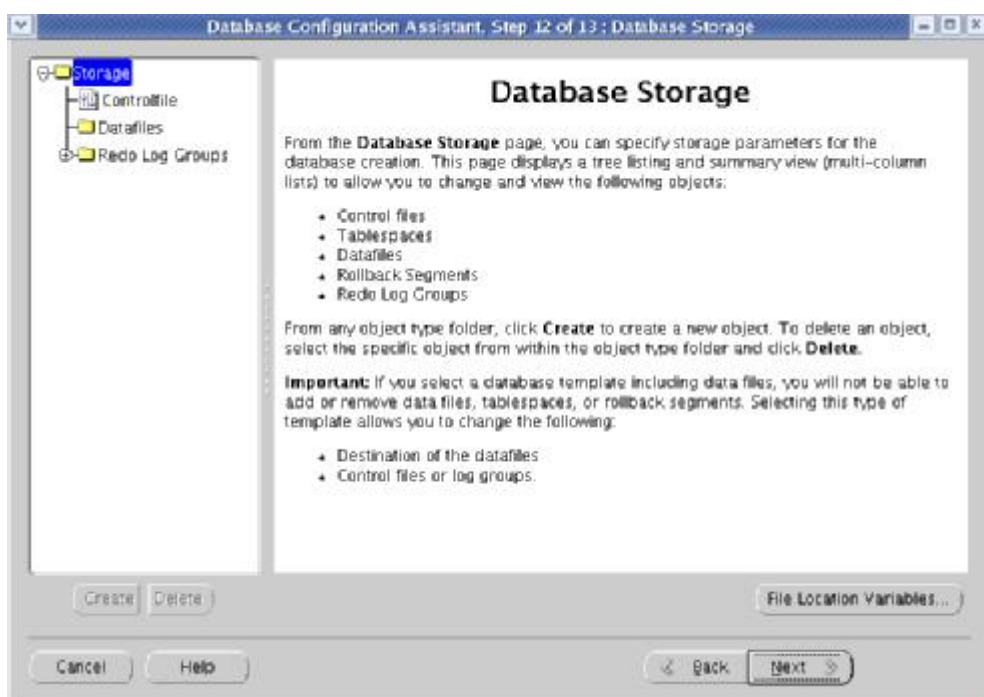 Database Configuration Assistant, Step 12 of 13 : Database Storage
Storage
Controlfile
Datafiles
Redo Log Groups
Database Storage
From the Database Storage page, you can specify storage parameters for the
database creation. This page displays a tree listing and summary view (multi-column
lists) to allow you to change and view the following objects:
Control files
Tablespaces
Datafiles
Rollback Segments
Redo Log Groups
From any object type folder, click Create to create a new object. To delete an object,
select the specific object from within the object type folder and click Delete.
Important: If you select a database template including data files, you will not be able to
add or remove data files, tablespaces, or rollback segments. Selecting this type of
template allows you to change the following:
Destination of the datafiles
Control files or log groups.
Create Delete File Location Variables...
Cancel Help Back Next